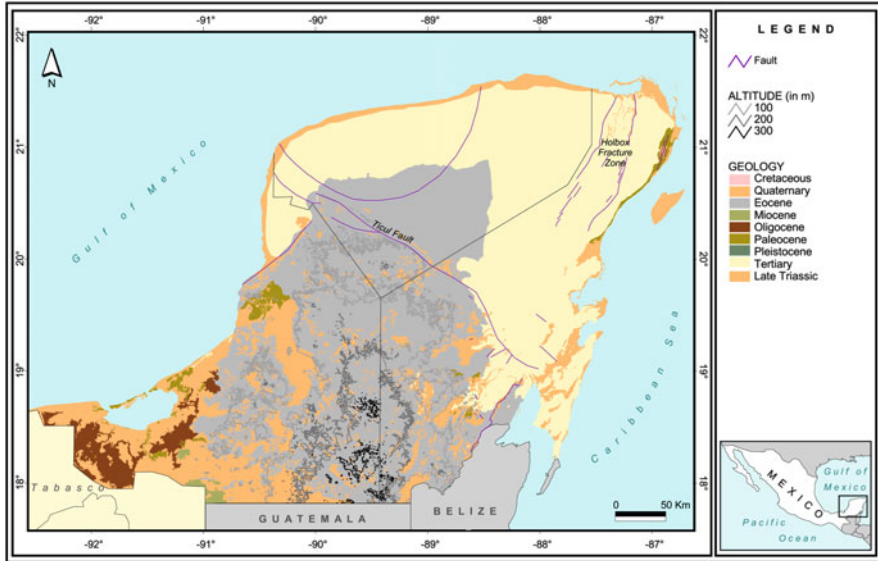 -92°
-91°
-90°
-89°
-88°
-87°
22°
22°
N
21°
21°
Gulf of Mexico
Holbox
Fracture
Zone
Ticul Fault
20°
20°
19°
19°
Caribbean Sea
18°
18°
Tabasco
GUATEMALA
BELIZE
0
50 Km
-92°
-91°
-90°
-89°
-88°
-87°
LEGEND
Fault
ALTITUDE (in m)
100
200
300
GEOLOGY
Cretaceous
Quaternary
Eocene
Miocene
Oligocene
Paleocene
Pleistocene
Tertiary
Late Triassic
MEXICO
Gulf of
Mexico
Pacific
Ocean